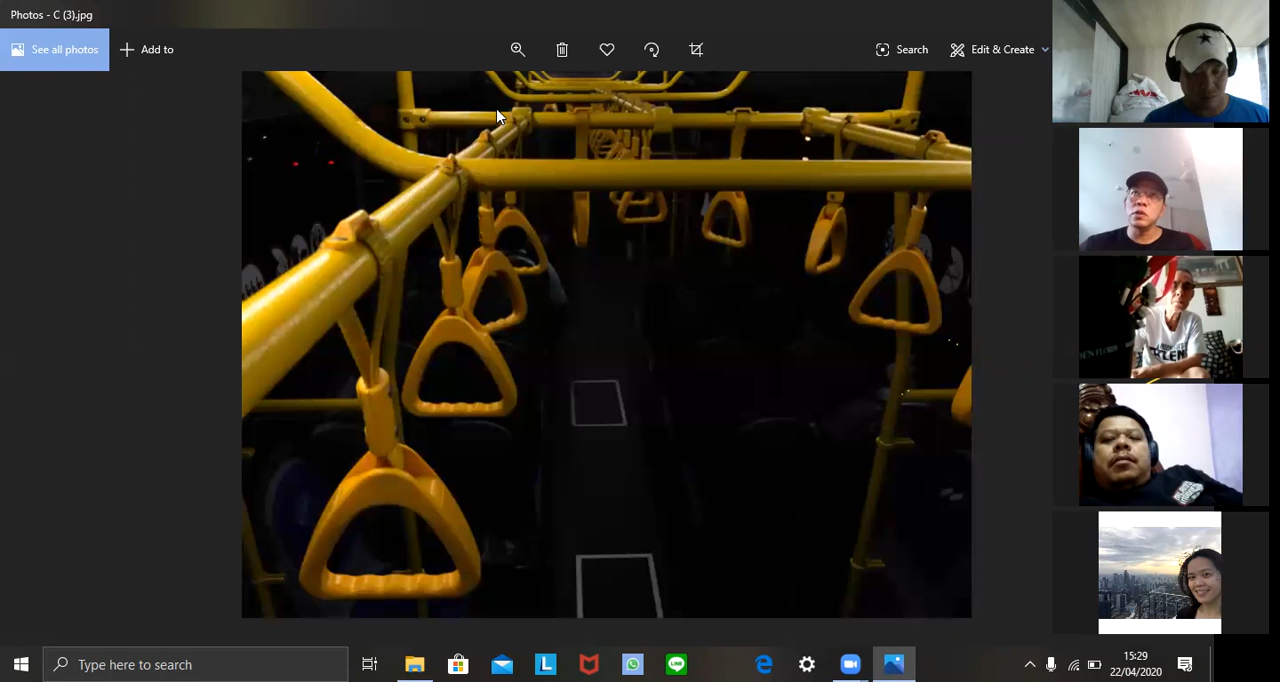 Photos - C (3).jpg
See all photos
Add to
Search
Edit & Create
Type here to search
15:29
22/04/2020